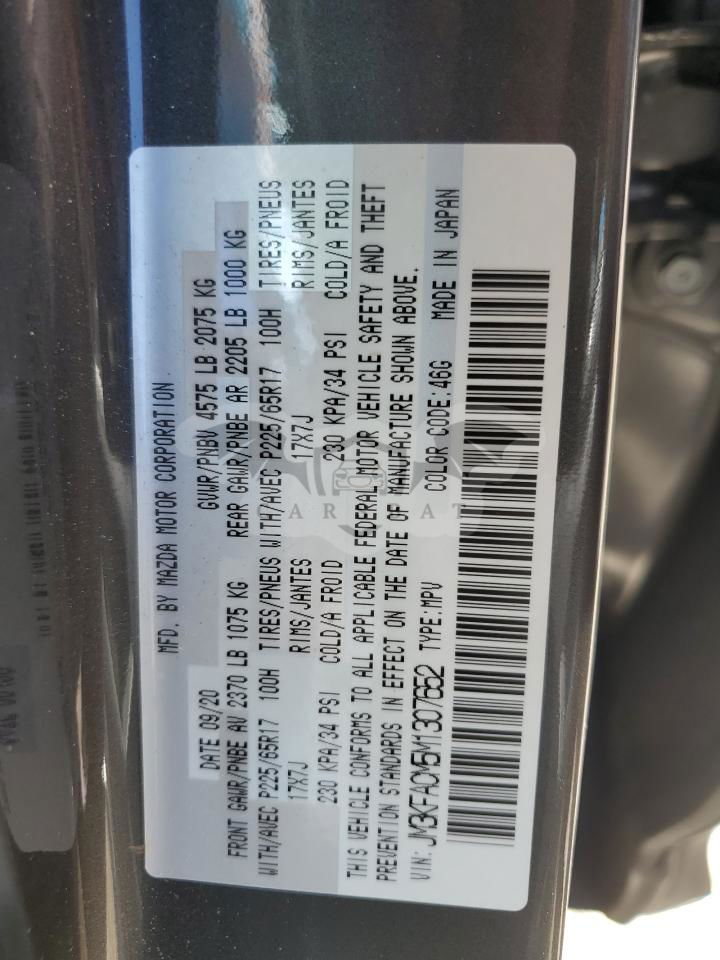 MFD. BY MAZDA MOTOR CORPORATION
DATE 09/20 GVWR/PNBV 4575 LB 2075 KG
FRONT GAWR/PNBE AV 2370 LB 1075 KG REAR GAWR/PNBE AR 2205 LB 1000 KG
WITH/AVEC P225/65R17 100H TIRES/PNEUS WITH/AVEC P225/65R17 100H TIRES/PNEUS
17X7J RIMS/JANTES 17X7J RIMS/JANTES
230 KPA/34 PSI COLD/A FROID 230 KPA/34 PSI COLD/A FROID
THIS VEHICLE CONFORMS TO ALL APPLICABLE FEDERAL MOTOR VEHICLE SAFETY AND THEFT
PREVENTION STANDARDS IN EFFECT ON THE DATE OF MANUFACTURE SHOWN ABOVE.
VIN: JM3KFACM5M1307652 TYPE:MPV COLOR CODE:46G MADE IN JAPAN